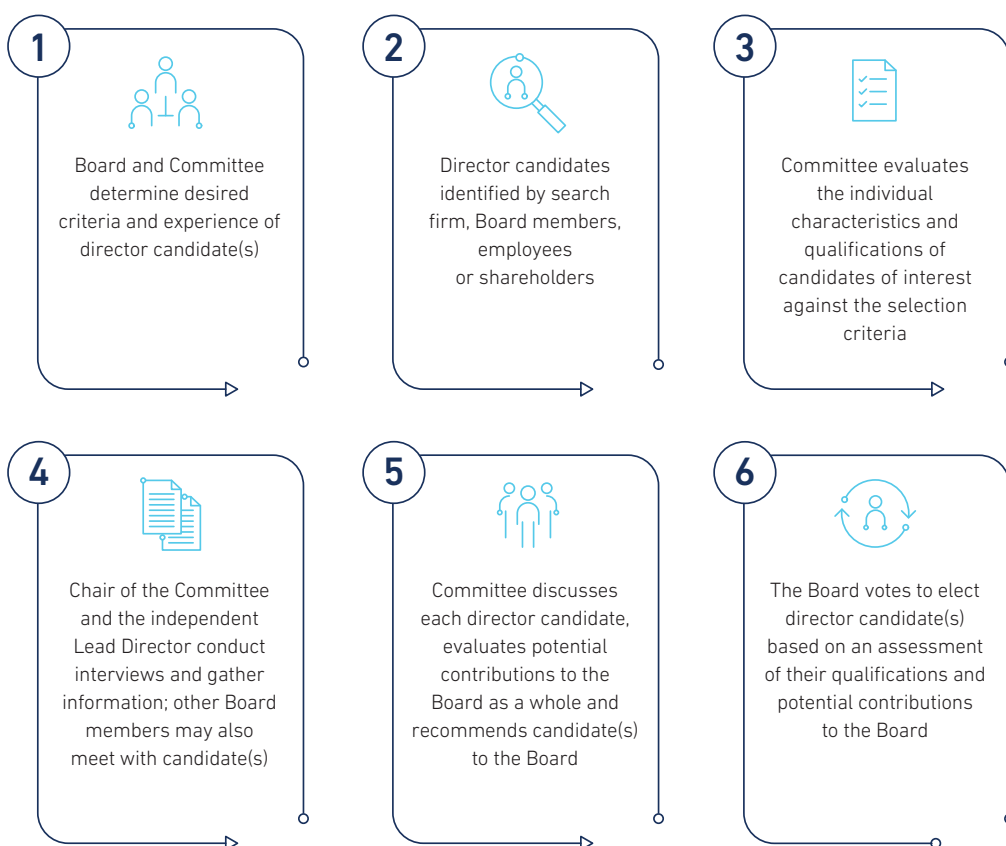 1
Board and Committee
determine desired
criteria and experience of
director candidate(s)
2
Director candidates
identified by search
firm, Board members,
employees
or shareholders
3
Committee evaluates
the individual
characteristics and
qualifications of
candidates of interest
against the selection
criteria
4
Chair of the Committee
and the independent
Lead Director conduct
interviews and gather
information; other Board
members may also
meet with candidate(s)
5
Committee discusses
each director candidate,
evaluates potential
contributions to the
Board as a whole and
recommends candidate(s)
to the Board
6
The Board votes to elect
director candidate(s)
based on an assessment
of their qualifications and
potential contributions
to the Board